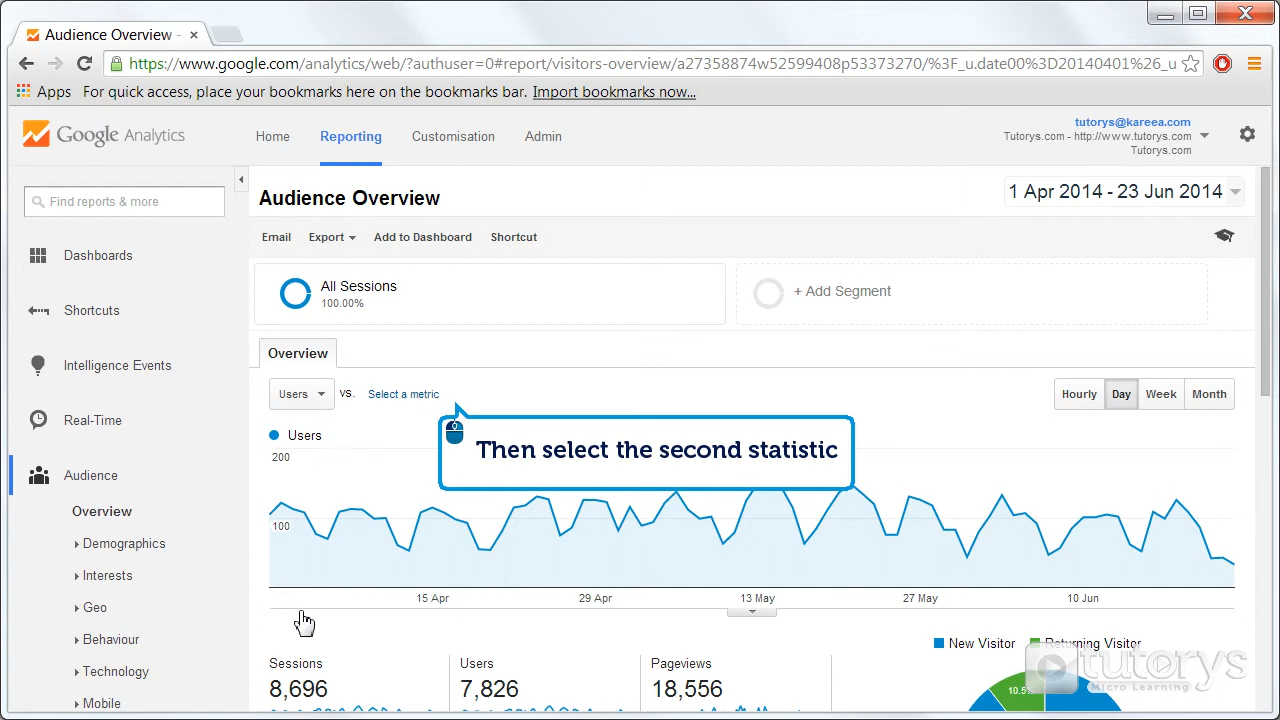 Audience Overview -
https://www.google.com/analytics/web/?authuser=0#report/visitors-overview/a27358874w52599408p53373270/%3F_u.date00%3D20140401%26_u
Apps For quick access, place your bookmarks here on the bookmarks bar. Import bookmarks now...
Google Analytics
Home Reporting Customisation Admin
tutorys@kareea.com
Tutorys.com - http://www.tutorys.com
Tutorys.com
Find reports & more
Dashboards
Shortcuts
Intelligence Events
Real-Time
Audience
Overview
Demographics
Interests
Geo
Behaviour
Technology
Mobile
Audience Overview
1 Apr 2014 - 23 Jun 2014
Email Export Add to Dashboard Shortcut
All Sessions
100.00%
+ Add Segment
Overview
Users VS. Select a metric
Hourly Day Week Month
Users
Then select the second statistic
200
100
15 Apr 29 Apr 13 May 27 May 10 Jun
New Visitor Returning Visitor
Sessions Users Pageviews
8,696 7,826 18,556
10.5%
tutorys
Micro Learning